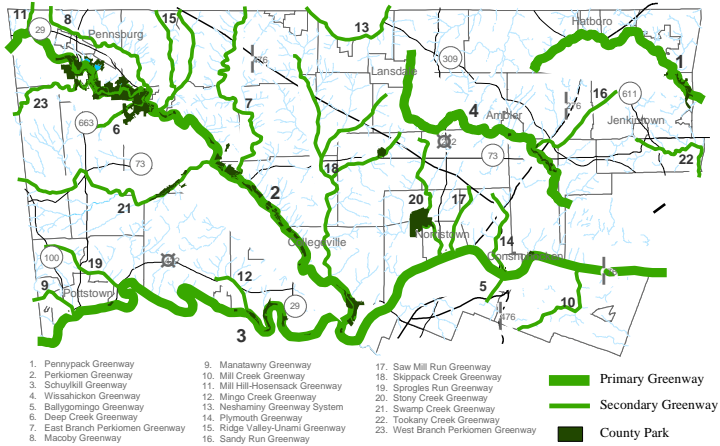 11
29
8
Pennsburg
15
13
Hatboro
476
309
Lansdale
1
23
7
4
16
611
Ambler
663
6
Jenkintown
73
202
73
22
18
21
2
20
17
Norristown
Collegeville
14
Conshohocken
100
19
9
Pottstown
12
29
5
10
3
476
1. Pennypack Greenway
2. Perkiomen Greenway
3. Schuylkill Greenway
4. Wissahickon Greenway
5. Ballygomingo Greenway
6. Deep Creek Greenway
7. East Branch Perkiomen Greenway
8. Macoby Greenway
9. Manatawny Greenway
10. Mill Creek Greenway
11. Mill Hill-Hosensack Greenway
12. Mingo Creek Greenway
13. Neshaminy Greenway System
14. Plymouth Greenway
15. Ridge Valley-Unami Greenway
16. Sandy Run Greenway
17. Saw Mill Run Greenway
18. Skippack Creek Greenway
19. Sprogles Run Greenway
20. Stony Creek Greenway
21. Swamp Creek Greenway
22. Tookany Creek Greenway
23. West Branch Perkiomen Greenway
Primary Greenway
Secondary Greenway
County Park